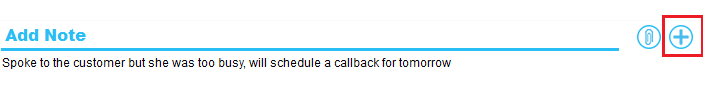 Add Note
Spoke to the customer but she was too busy, will schedule a callback for tomorrow